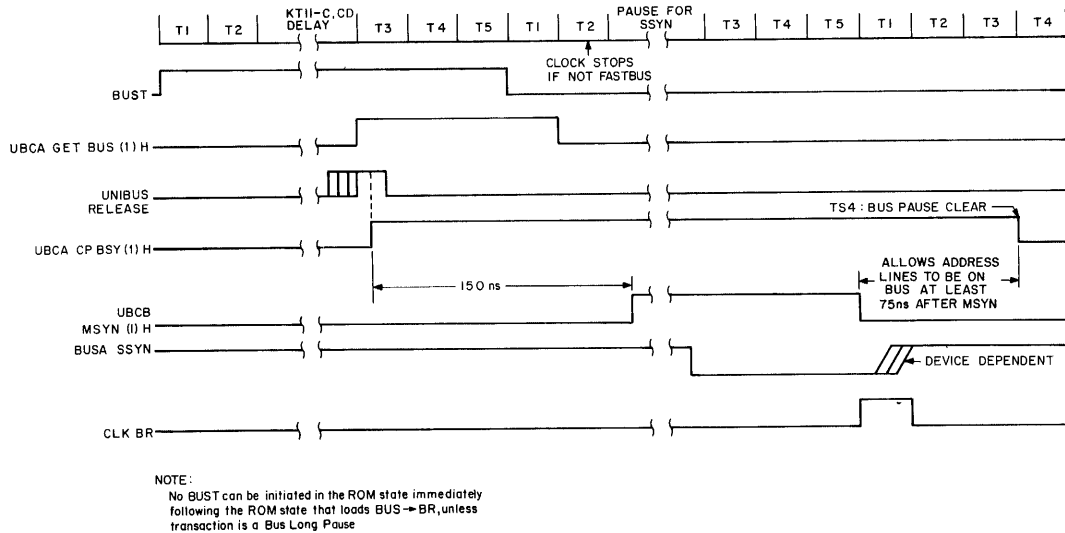 KT11-C,CD
DELAY
PAUSE FOR
SSYN
T1 T2 T3 T4 T5 T1 T2 T3 T4 T5 T1 T2 T3 T4
CLOCK STOPS
IF NOT FASTBUS
BUST
UBCA GET BUS (1) H
UNIBUS
RELEASE
TS4: BUS PAUSE CLEAR
UBCA CP BSY (1) H
ALLOWS ADDRESS
LINES TO BE ON
BUS AT LEAST
75ns AFTER MSYN
150 ns
UBCB
MSYN (1) H
BUSA SSYN
DEVICE DEPENDENT
CLK BR
NOTE:
No BUST can be initiated in the ROM state immediately
following the ROM state that loads BUS→BR, unless
transaction is a Bus Long Pause